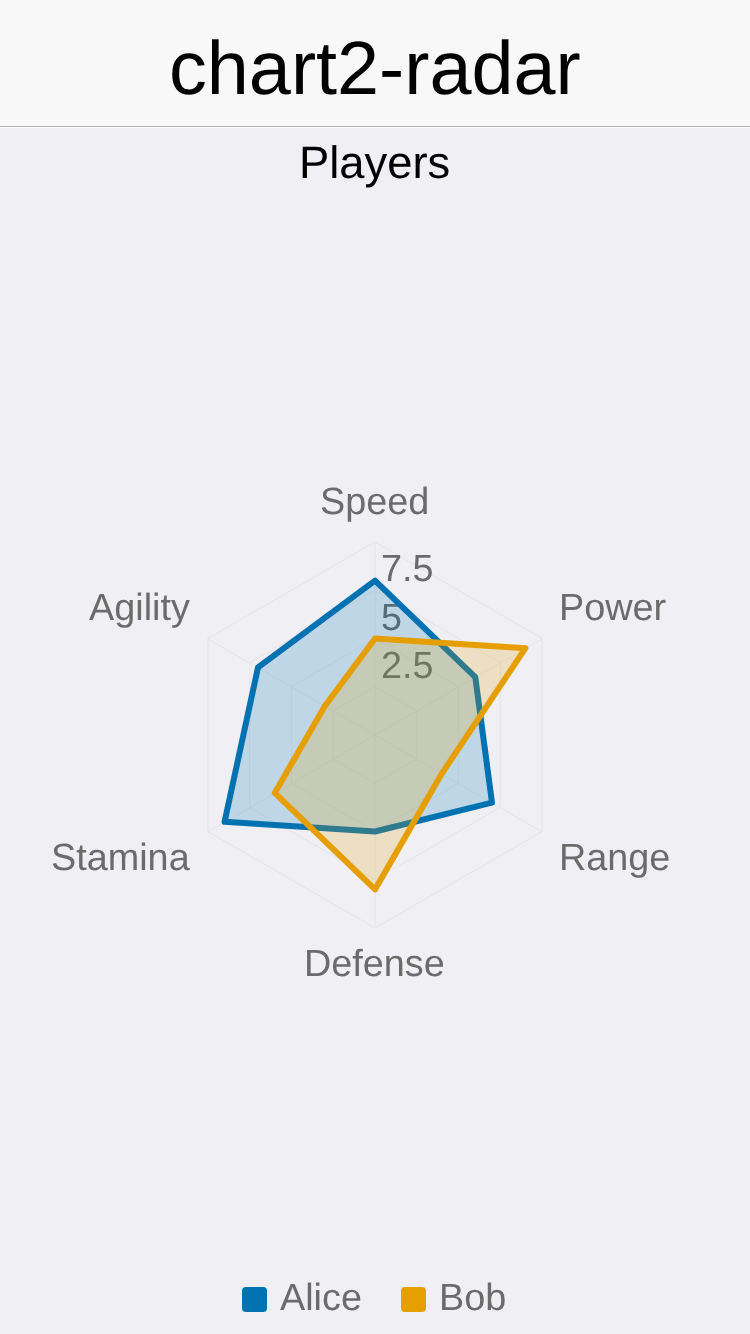 chart2-radar
Players
Speed
7.5
Agility
Power
5
2.5
Stamina
Range
Defense
Alice
Bob